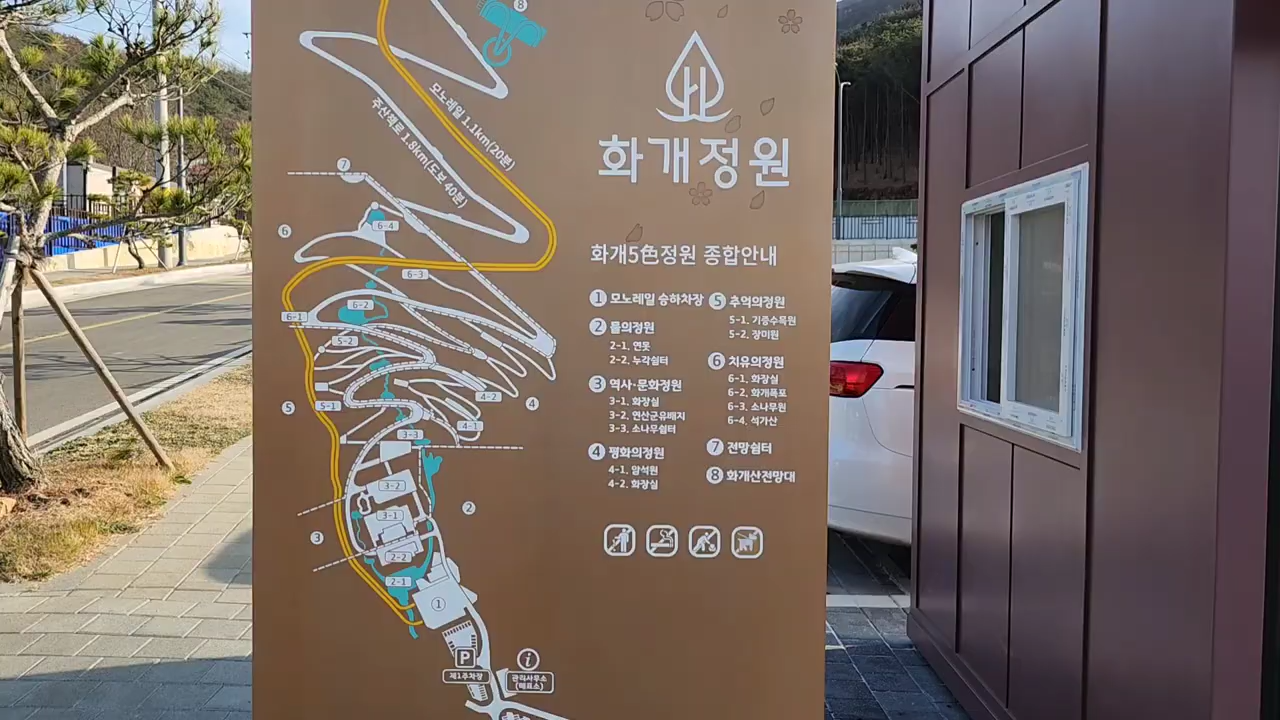 8
모노레일 1.1km(20분)
주산책로 1.8km(도보 40분)
7
6-4
6
6-3
6-2
6-1
5-2
4-2
5
5-1
4
4-1
3-3
3-2
2
3-1
3
2-2
2-1
1
P
제1주차장
i
관리사무소
(매표소)
화개정원
화개5色정원 종합안내
1 모노레일 승하차장
2 물의정원
2-1. 연못
2-2. 누각쉼터
3 역사·문화정원
3-1. 화장실
3-2. 연산군유배지
3-3. 소나무쉼터
4 평화의정원
4-1. 암석원
4-2. 화장실
5 추억의정원
5-1. 기증수목원
5-2. 장미원
6 치유의정원
6-1. 화장실
6-2. 화개폭포
6-3. 소나무원
6-4. 석가산
7 전망쉼터
8 화개산전망대